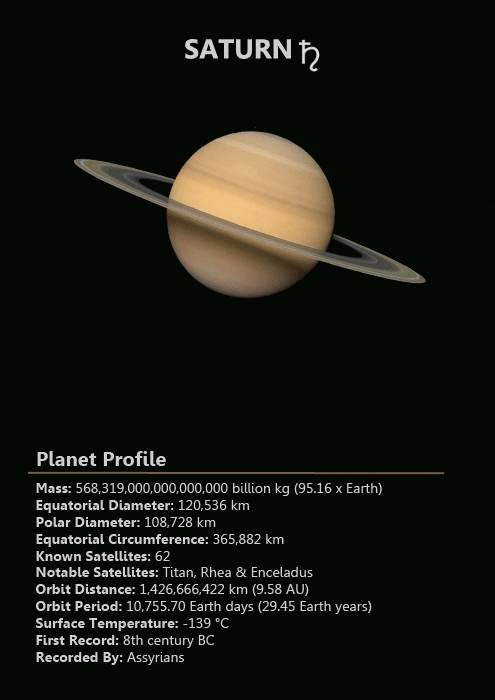 SATURN ♄
Planet Profile
Mass: 568,319,000,000,000,000 billion kg (95.16 x Earth)
Equatorial Diameter: 120,536 km
Polar Diameter: 108,728 km
Equatorial Circumference: 365,882 km
Known Satellites: 62
Notable Satellites: Titan, Rhea & Enceladus
Orbit Distance: 1,426,666,422 km (9.58 AU)
Orbit Period: 10,755.70 Earth days (29.45 Earth years)
Surface Temperature: -139 °C
First Record: 8th century BC
Recorded By: Assyrians